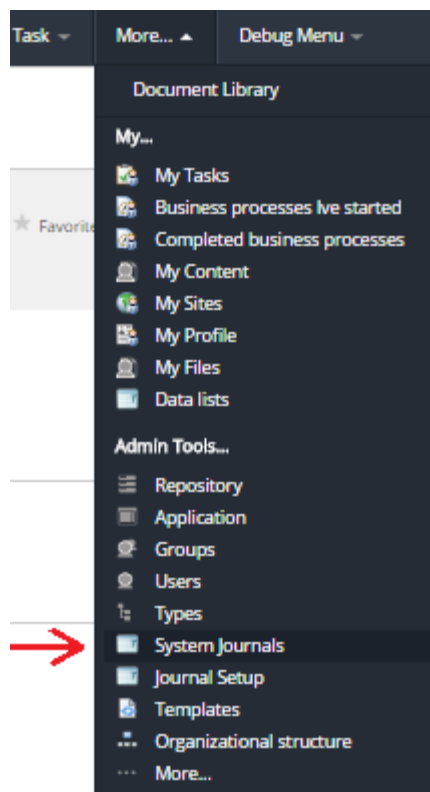 Task
More...
Debug Menu
Document Library
My...
My Tasks
Favorite
Business processes Ive started
Completed business processes
My Content
My Sites
My Profile
My Files
Data lists
Admin Tools...
Repository
Application
Groups
Users
Types
System Journals
Journal Setup
Templates
Organizational structure
More...